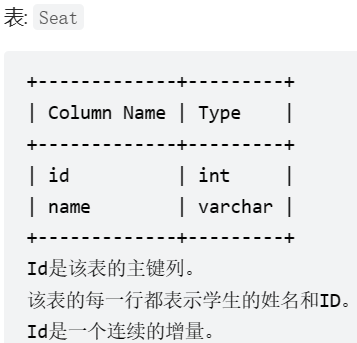 表: Seat
+-------------+---------+
| Column Name | Type    |
+-------------+---------+
| id          | int     |
| name        | varchar |
+-------------+---------+
Id是该表的主键列。
该表的每一行都表示学生的姓名和ID。
Id是一个连续的增量。